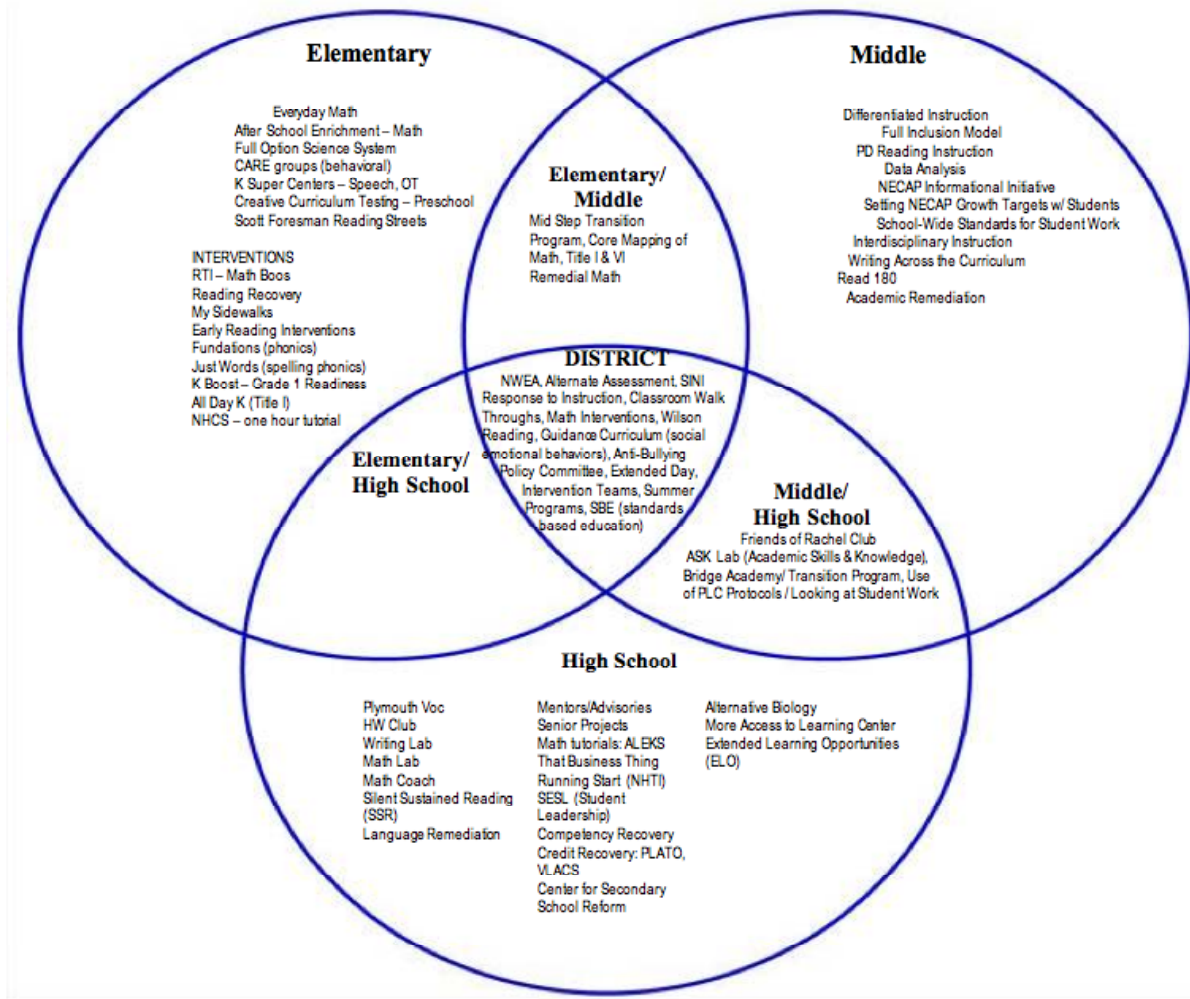 Elementary
Everyday Math
After School Enrichment – Math
Full Option Science System
CARE groups (behavioral)
K Super Centers – Speech, OT
Creative Curriculum Testing – Preschool
Scott Foresman Reading Streets
INTERVENTIONS
RTI – Math Boos
Reading Recovery
My Sidewalks
Early Reading Interventions
Fundations (phonics)
Just Words (spelling phonics)
K Boost – Grade 1 Readiness
All Day K (Title I)
NHCS – one hour tutorial
Elementary/
Middle
Mid Step Transition
Program, Core Mapping of
Math, Title I & VI
Remedial Math
Middle
Differentiated Instruction
Full Inclusion Model
PD Reading Instruction
Data Analysis
NECAP Informational Initiative
Setting NECAP Growth Targets w/ Students
School-Wide Standards for Student Work
Interdisciplinary Instruction
Writing Across the Curriculum
Read 180
Academic Remediation
DISTRICT
NWEA, Alternate Assessment, SINI
Response to Instruction, Classroom Walk
Throughs, Math Interventions, Wilson
Reading, Guidance Curriculum (social
emotional behaviors), Anti-Bullying
Policy Committee, Extended Day,
Intervention Teams, Summer
Programs, SBE (standards
based education)
Elementary/
High School
Middle/
High School
Friends of Rachel Club
ASK Lab (Academic Skills & Knowledge),
Bridge Academy/ Transition Program, Use
of PLC Protocols / Looking at Student Work
High School
Plymouth Voc
HW Club
Writing Lab
Math Lab
Math Coach
Silent Sustained Reading
(SSR)
Language Remediation
Mentors/Advisories
Senior Projects
Math tutorials: ALEKS
That Business Thing
Running Start (NHTI)
SESL (Student
Leadership)
Competency Recovery
Credit Recovery: PLATO,
VLACS
Center for Secondary
School Reform
Alternative Biology
More Access to Learning Center
Extended Learning Opportunities
(ELO)